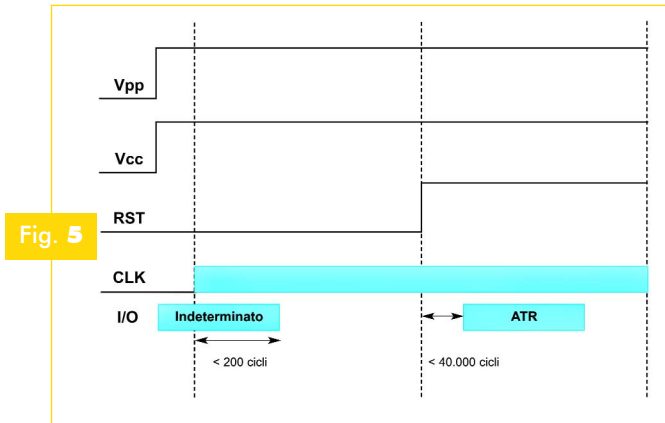 Vpp
Vcc
RST
Fig. 5
CLK
I/O Indeterminato ATR
< 200 cicli < 40.000 cicli